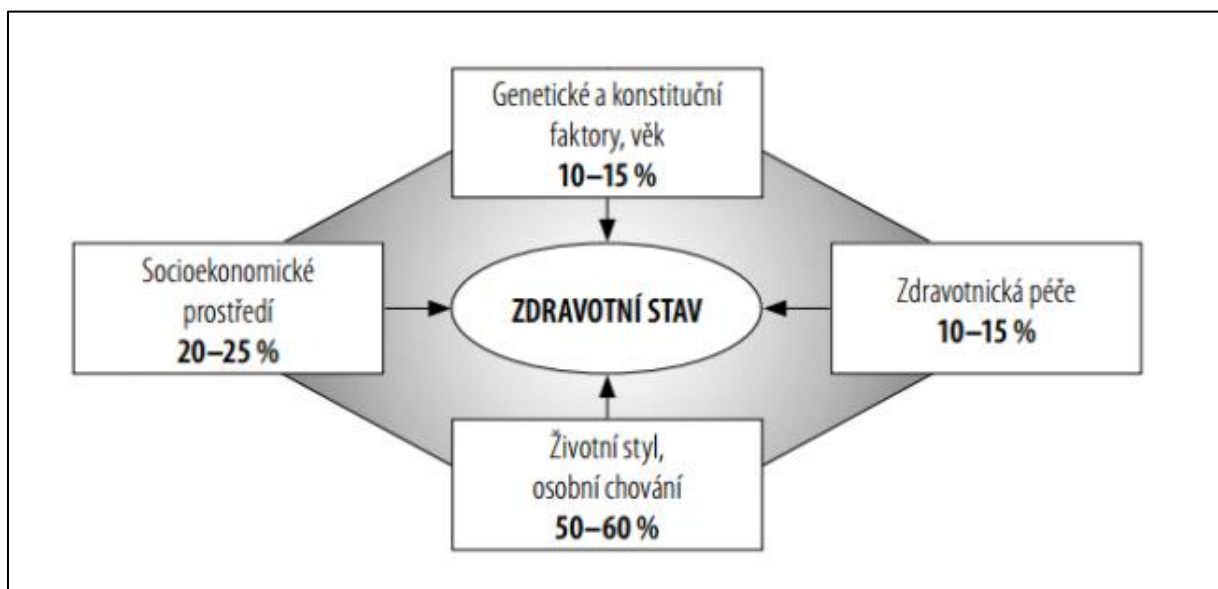 Genetické a konstituční
faktory, věk
10–15 %
Socioekonomické
prostředí
20–25 %
ZDRAVOTNÍ STAV
Zdravotnická péče
10–15 %
Životní styl,
osobní chování
50–60 %